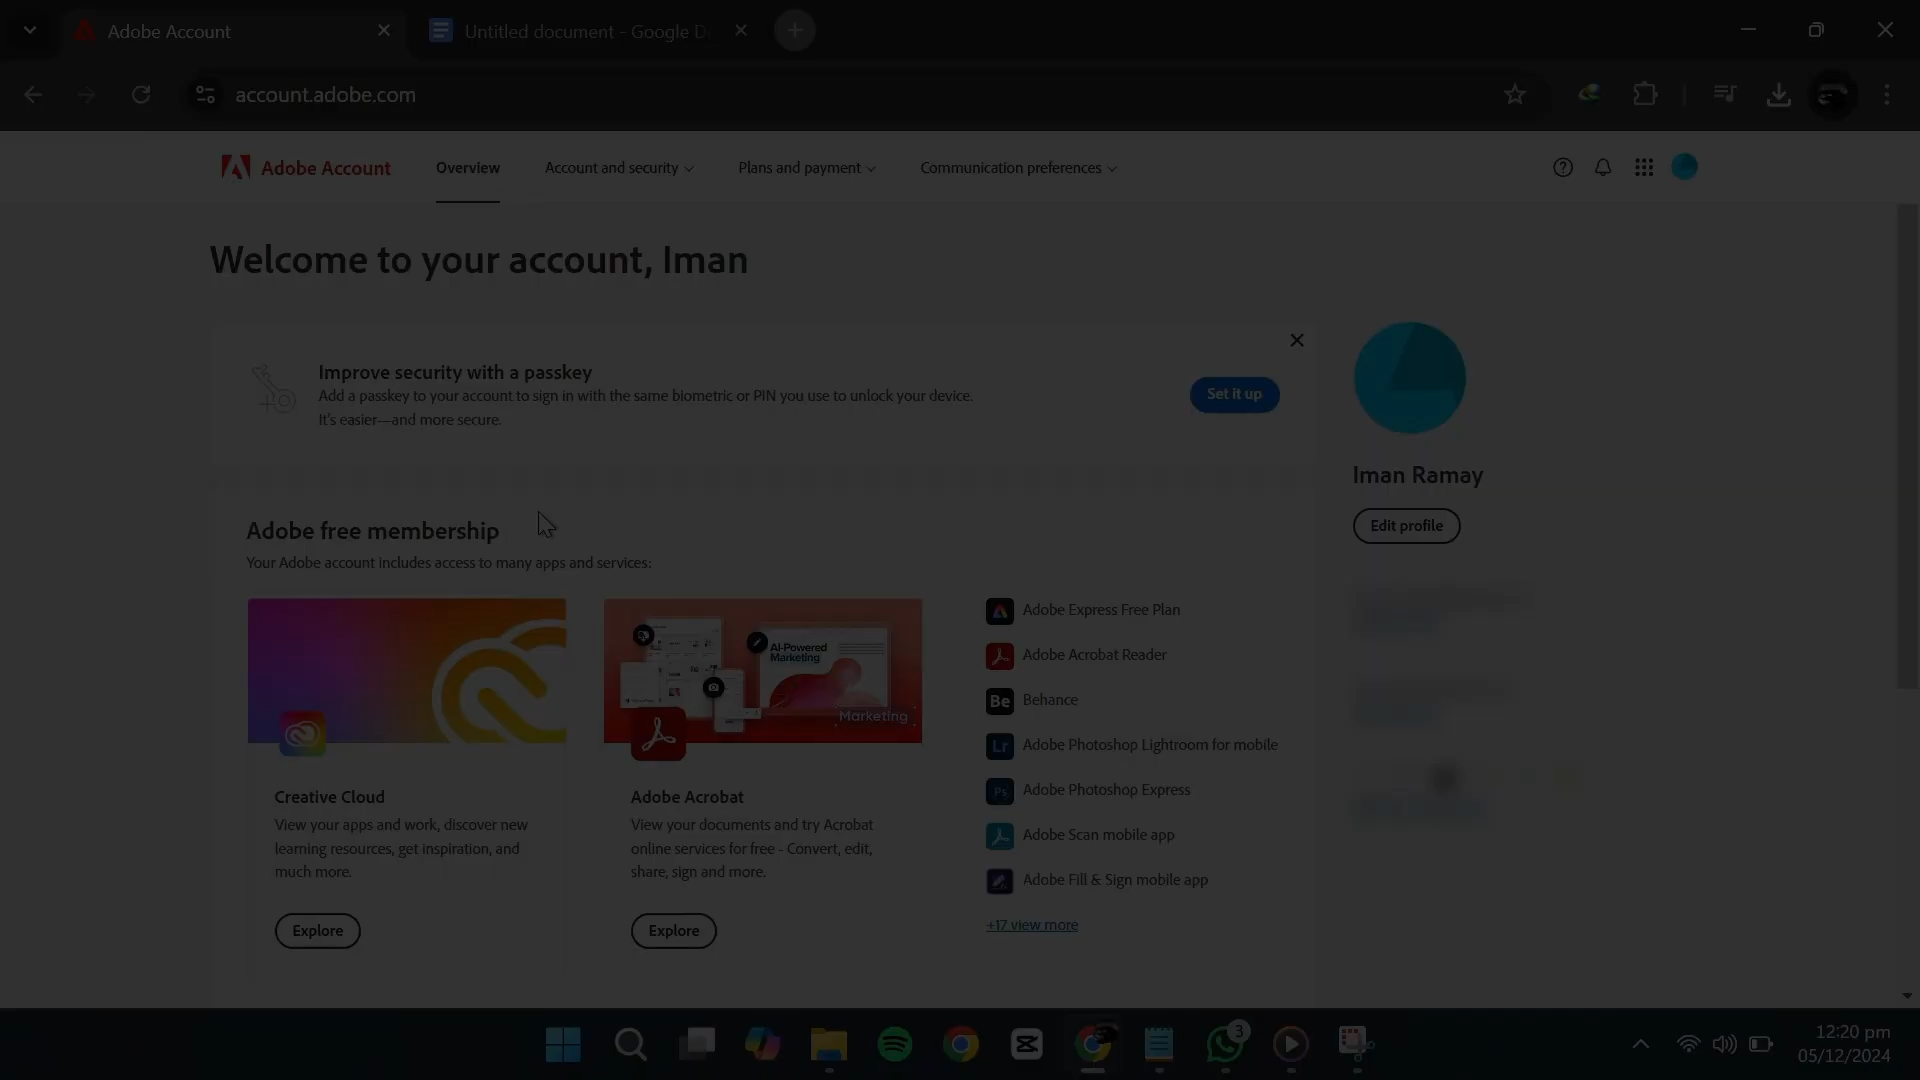 Adobe Account
Untitled document - Google D
account.adobe.com
Adobe Account
Overview
Account and security
Plans and payment
Communication preferences
Welcome to your account, Iman
Improve security with a passkey
Add a passkey to your account to sign in with the same biometric or PIN you use to unlock your device.
It's easier—and more secure.
Set it up
Iman Ramay
Edit profile
Adobe free membership
Your Adobe account includes access to many apps and services:
AI-Powered
Marketing
Marketing
Creative Cloud
View your apps and work, discover new
learning resources, get inspiration, and
much more.
Explore
Adobe Acrobat
View your documents and try Acrobat
online services for free - Convert, edit,
share, sign and more.
Explore
Adobe Express Free Plan
Adobe Acrobat Reader
Be
Behance
Lr
Adobe Photoshop Lightroom for mobile
Ps
Adobe Photoshop Express
Adobe Scan mobile app
Adobe Fill & Sign mobile app
+17 view more
3
12:20 pm
05/12/2024